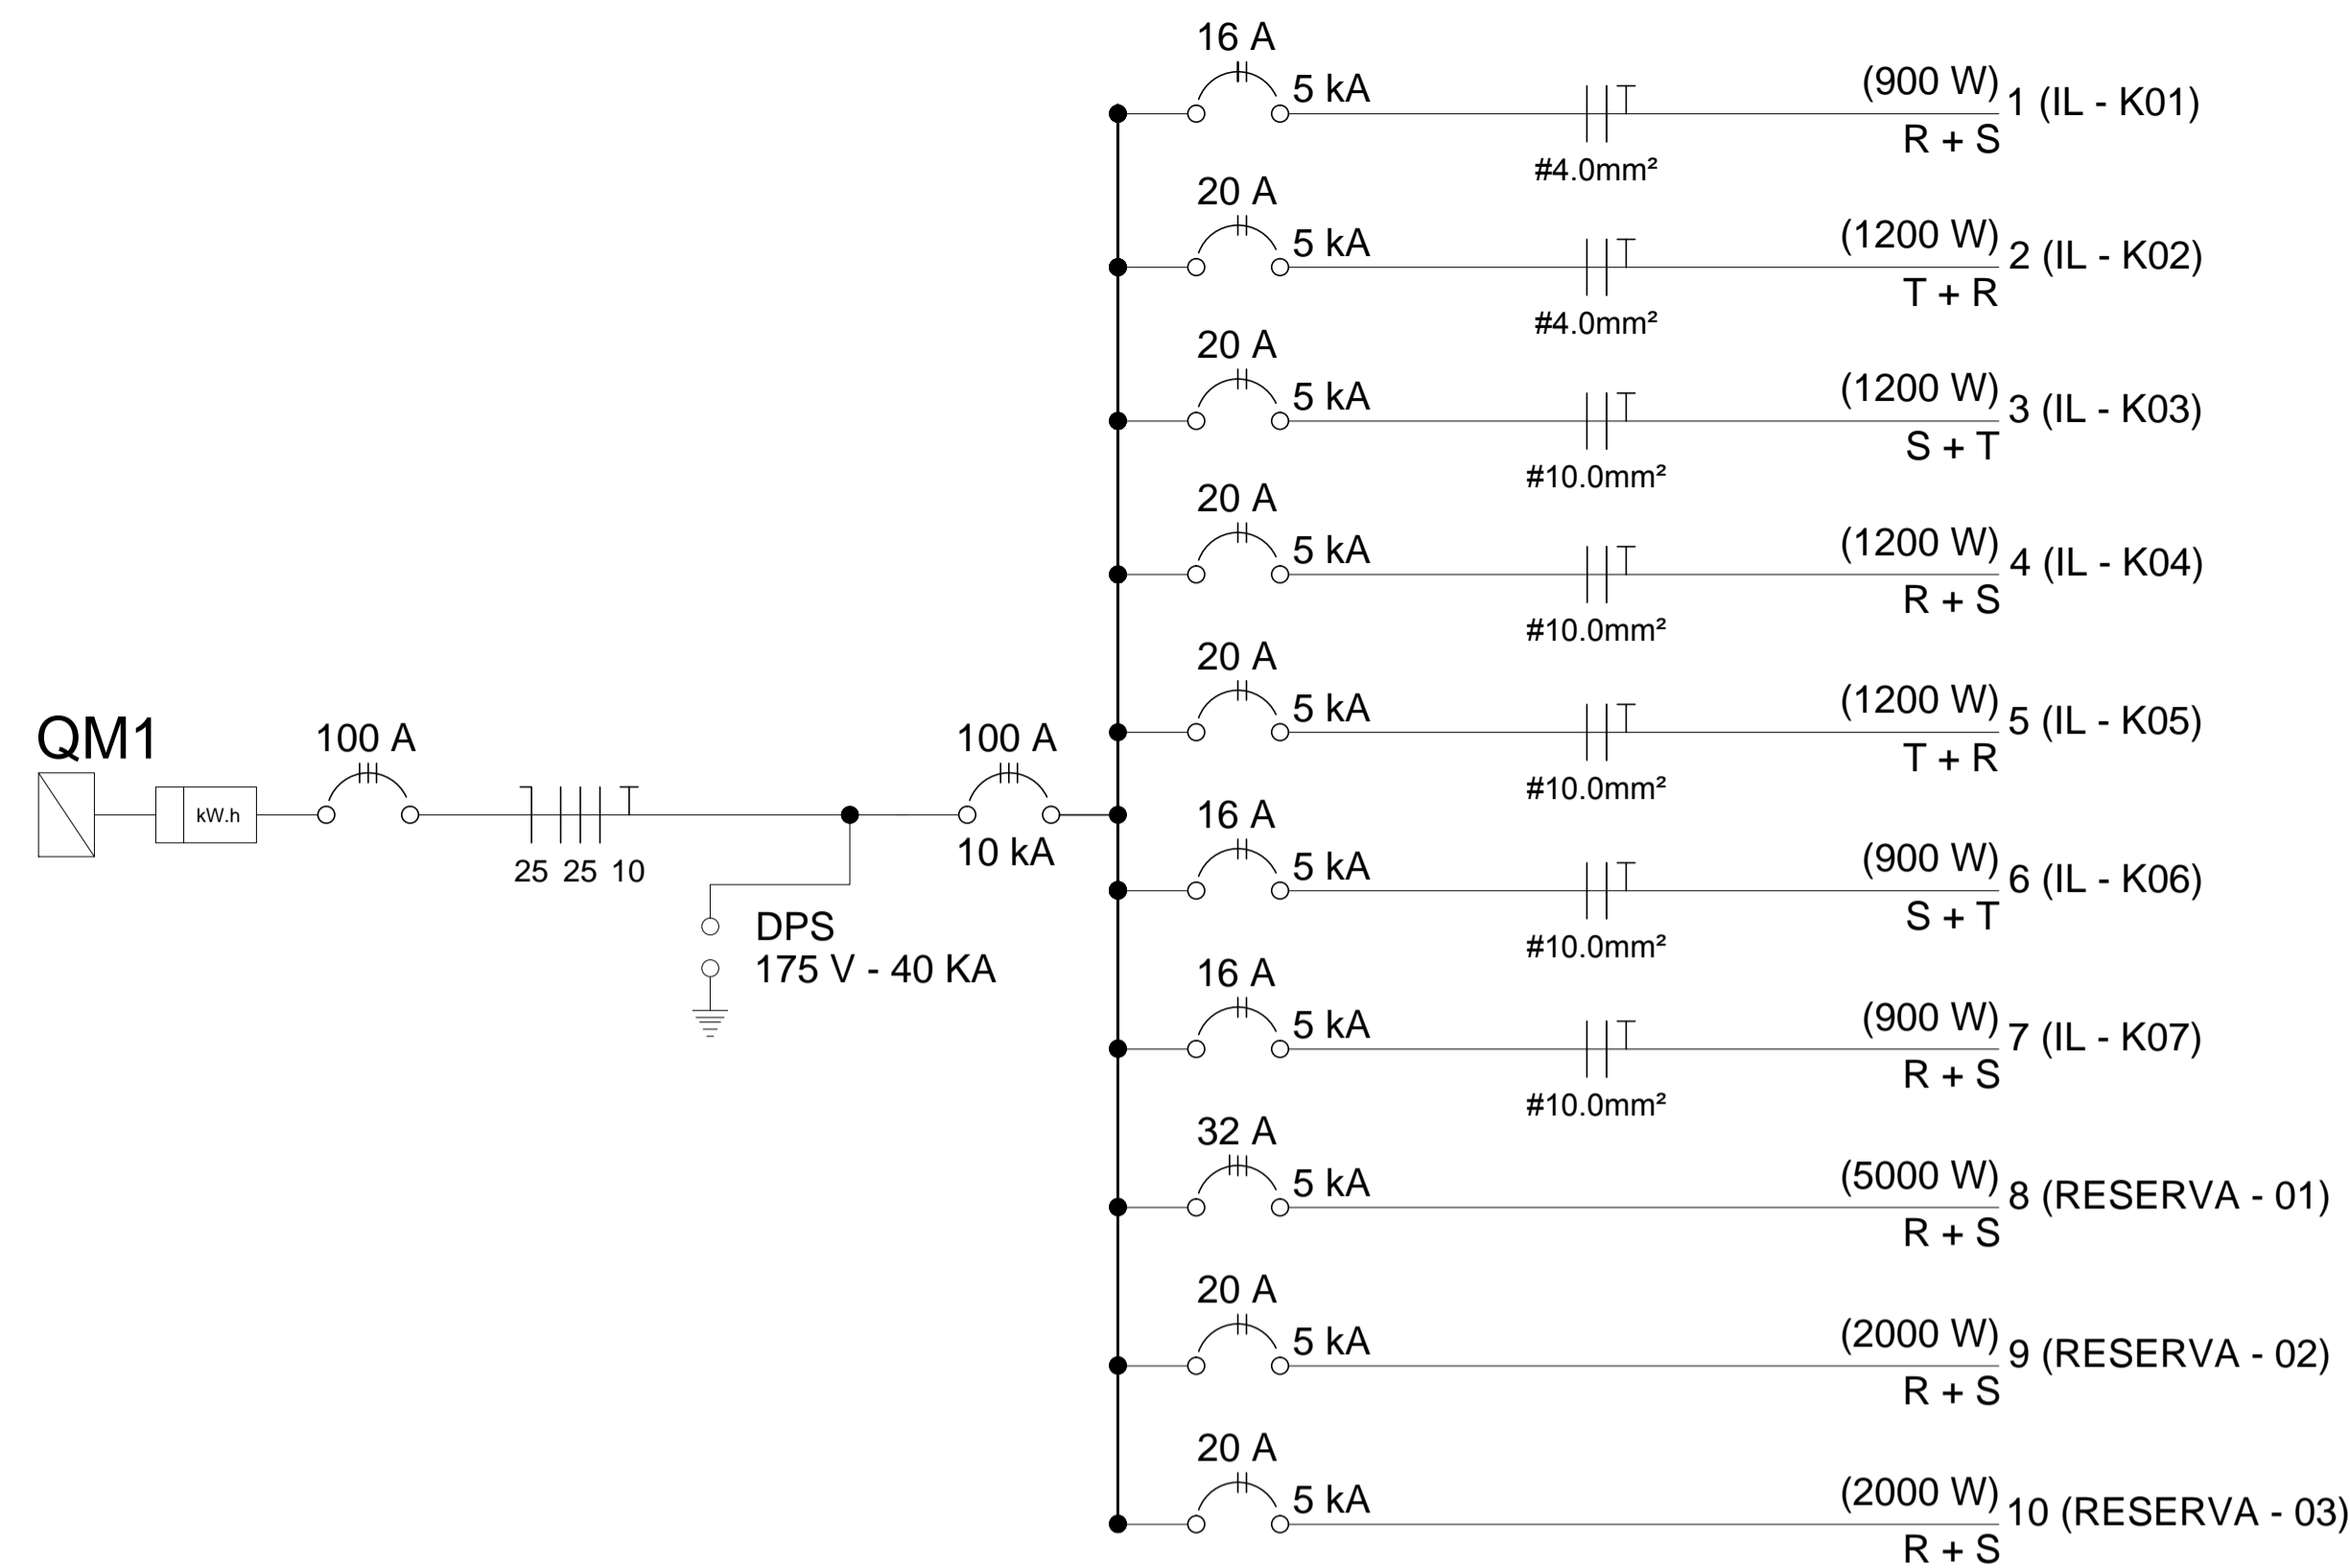 16 A
5 kA
(900 W)
1 (IL - K01)
R + S
#4.0mm²
20 A
5 kA
(1200 W)
2 (IL - K02)
T + R
#4.0mm²
20 A
5 kA
(1200 W)
3 (IL - K03)
S + T
#10.0mm²
20 A
5 kA
(1200 W)
4 (IL - K04)
R + S
#10.0mm²
20 A
5 kA
(1200 W)
5 (IL - K05)
T + R
#10.0mm²
QM1
kW.h
100 A
25 25 10
100 A
10 kA
DPS
175 V - 40 KA
16 A
5 kA
(900 W)
6 (IL - K06)
S + T
#10.0mm²
16 A
5 kA
(900 W)
7 (IL - K07)
R + S
#10.0mm²
32 A
5 kA
(5000 W)
8 (RESERVA - 01)
R + S
20 A
5 kA
(2000 W)
9 (RESERVA - 02)
R + S
20 A
5 kA
(2000 W)
10 (RESERVA - 03)
R + S